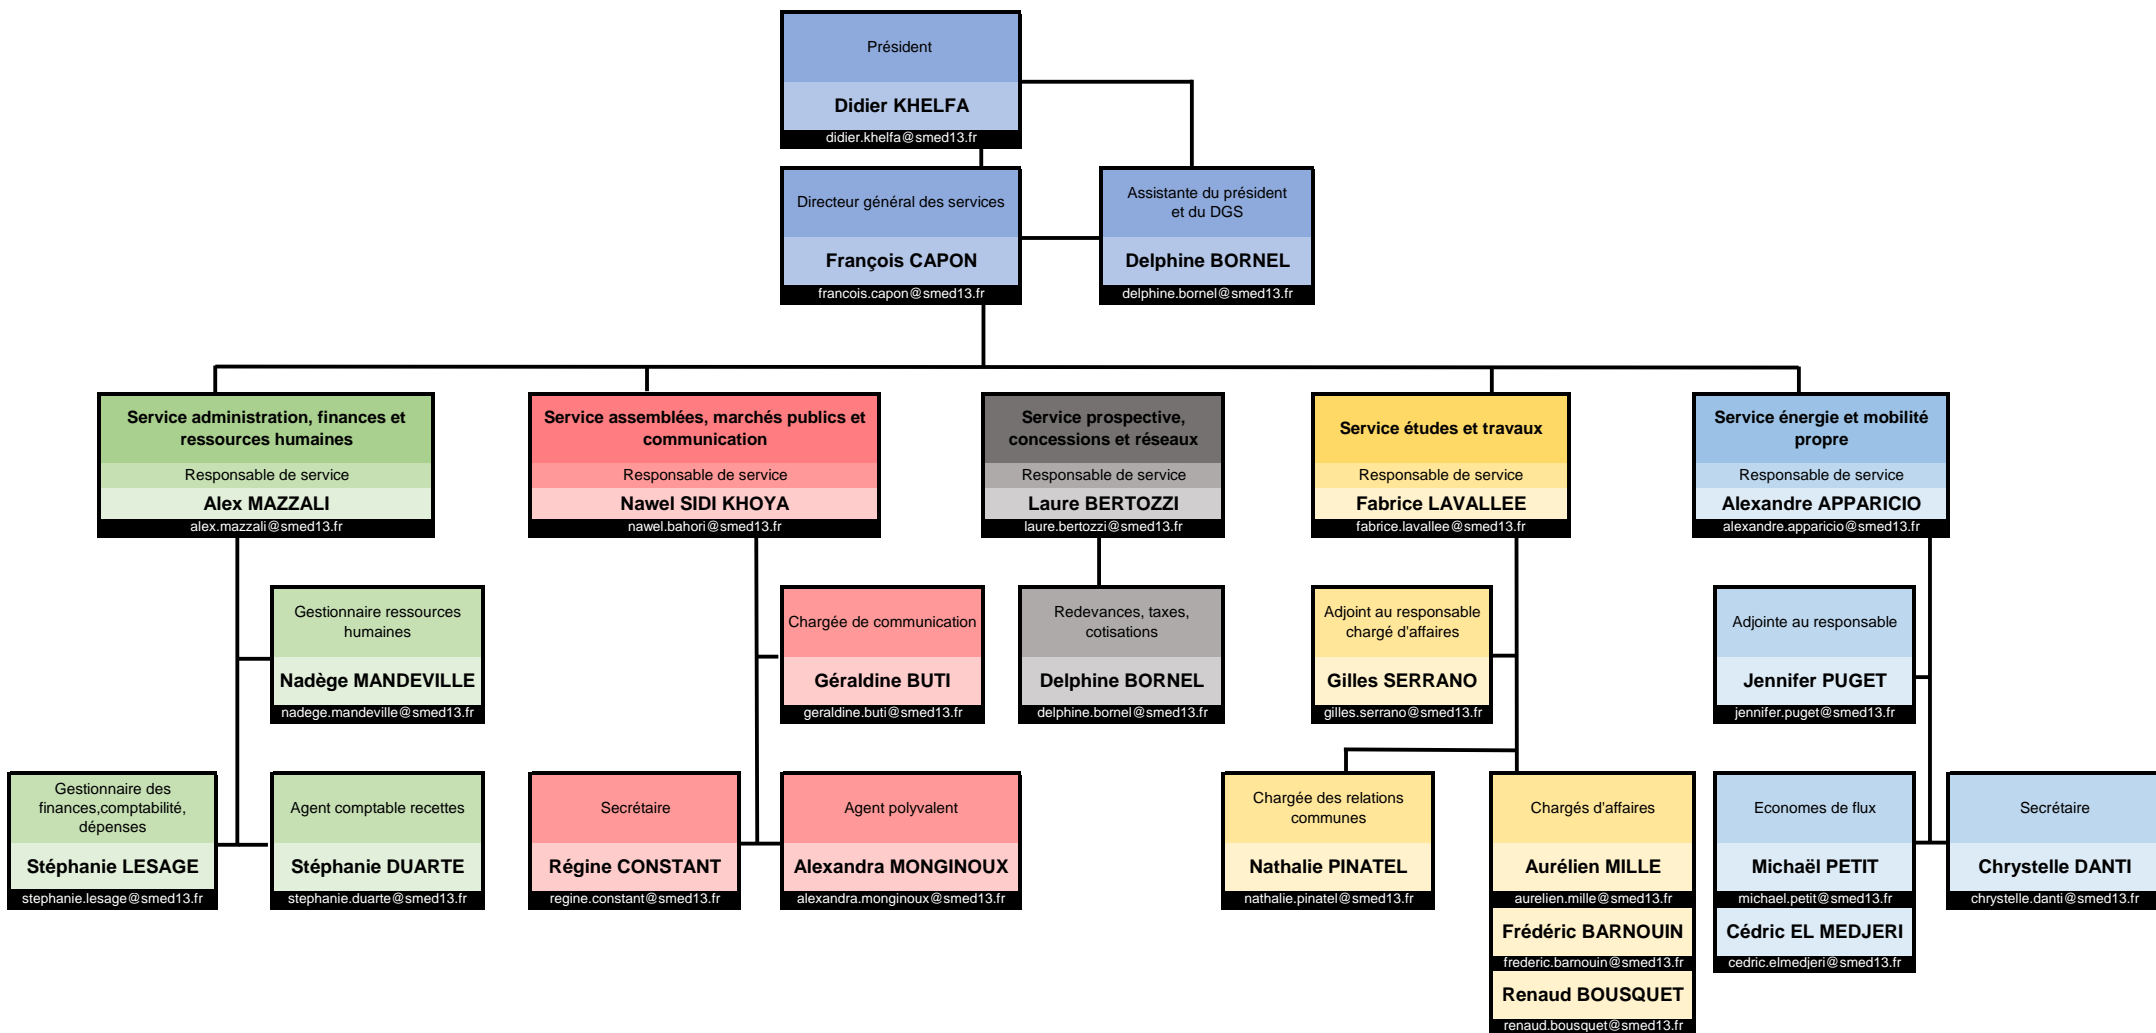 Président
Didier KHELFA
didier.khelfa@smed13.fr
Directeur général des services
François CAPON
francois.capon@smed13.fr
Assistante du président
et du DGS
Delphine BORNEL
delphine.bornel@smed13.fr
Service administration, finances et
ressources humaines
Responsable de service
Alex MAZZALI
alex.mazzali@smed13.fr
Service assemblées, marchés publics et
communication
Responsable de service
Nawel SIDI KHOYA
nawel.bahori@smed13.fr
Service prospective,
concessions et réseaux
Responsable de service
Laure BERTOZZI
laure.bertozzi@smed13.fr
Service études et travaux
Responsable de service
Fabrice LAVALLEE
fabrice.lavallee@smed13.fr
Service énergie et mobilité
propre
Responsable de service
Alexandre APPARICIO
alexandre.apparicio@smed13.fr
Gestionnaire ressources
humaines
Nadège MANDEVILLE
nadege.mandeville@smed13.fr
Chargée de communication
Géraldine BUTI
geraldine.buti@smed13.fr
Redevances, taxes,
cotisations
Delphine BORNEL
delphine.bornel@smed13.fr
Adjoint au responsable
chargé d'affaires
Gilles SERRANO
gilles.serrano@smed13.fr
Adjointe au responsable
Jennifer PUGET
jennifer.puget@smed13.fr
Gestionnaire des
finances,comptabilité,
dépenses
Stéphanie LESAGE
stephanie.lesage@smed13.fr
Agent comptable recettes
Stéphanie DUARTE
stephanie.duarte@smed13.fr
Secrétaire
Régine CONSTANT
regine.constant@smed13.fr
Agent polyvalent
Alexandra MONGINOUX
alexandra.monginoux@smed13.fr
Chargée des relations
communes
Nathalie PINATEL
nathalie.pinatel@smed13.fr
Chargés d'affaires
Aurélien MILLE
aurelien.mille@smed13.fr
Frédéric BARNOUIN
frederic.barnouin@smed13.fr
Renaud BOUSQUET
renaud.bousquet@smed13.fr
Economes de flux
Michaël PETIT
michael.petit@smed13.fr
Cédric EL MEDJERI
cedric.elmedjeri@smed13.fr
Secrétaire
Chrystelle DANTI
chrystelle.danti@smed13.fr